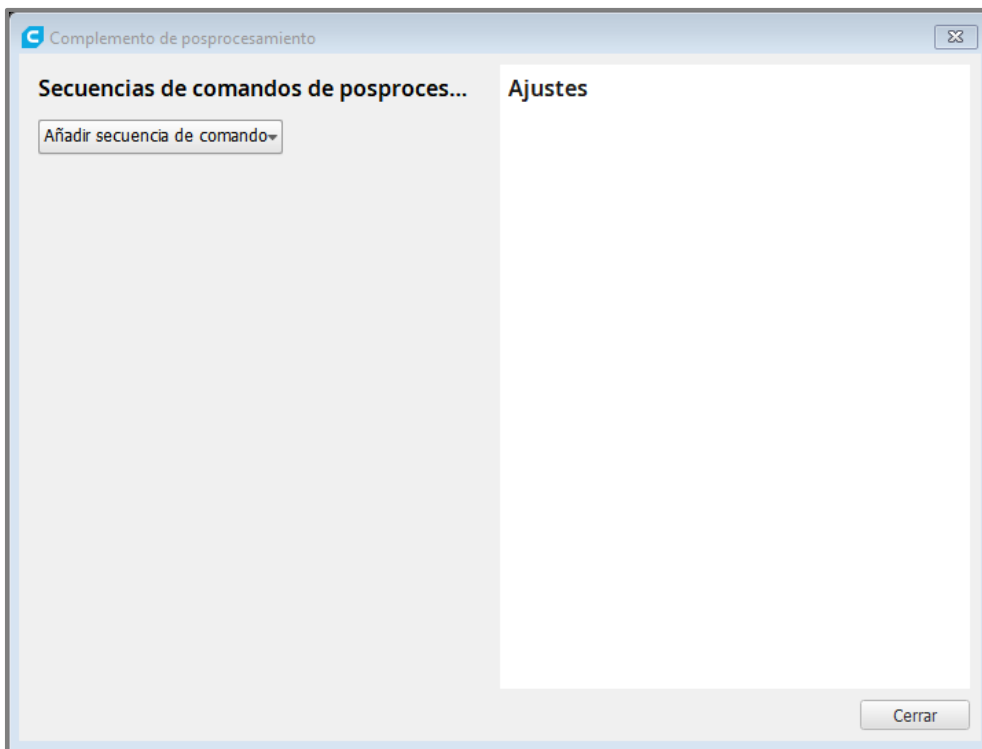 Complemento de posprocesamiento
Secuencias de comandos de posproces...
Ajustes
Añadir secuencia de comando
Cerrar